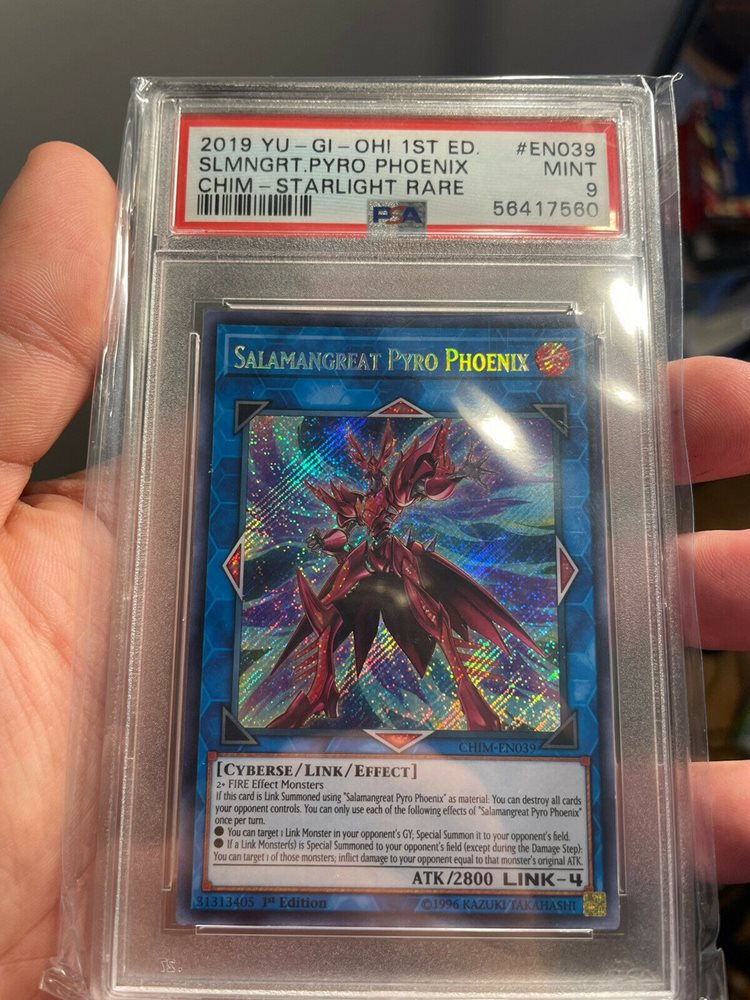 2019 YU-GI-OH! 1ST ED. #EN039
SLMNGRT.PYRO PHOENIX MINT
CHIM-STARLIGHT RARE 9
PSA 56417560
SALAMANGREAT PYRO PHOENIX
CHIM-EN039
[CYBERSE/LINK/EFFECT]
2+ FIRE Effect Monsters
If this card is Link Summoned using "Salamangreat Pyro Phoenix" as material: You can destroy all cards
your opponent controls. You can only use each of the following effects of "Salamangreat Pyro Phoenix"
once per turn.
● You can target 1 Link Monster in your opponent's GY; Special Summon it to your opponent's field.
● If a Link Monster(s) is Special Summoned to your opponent's field (except during the Damage Step):
You can target 1 of those monsters; inflict damage to your opponent equal to that monster's original ATK.
ATK/2800 LINK-4
31313405 1st Edition ©1996 KAZUKI TAKAHASHI